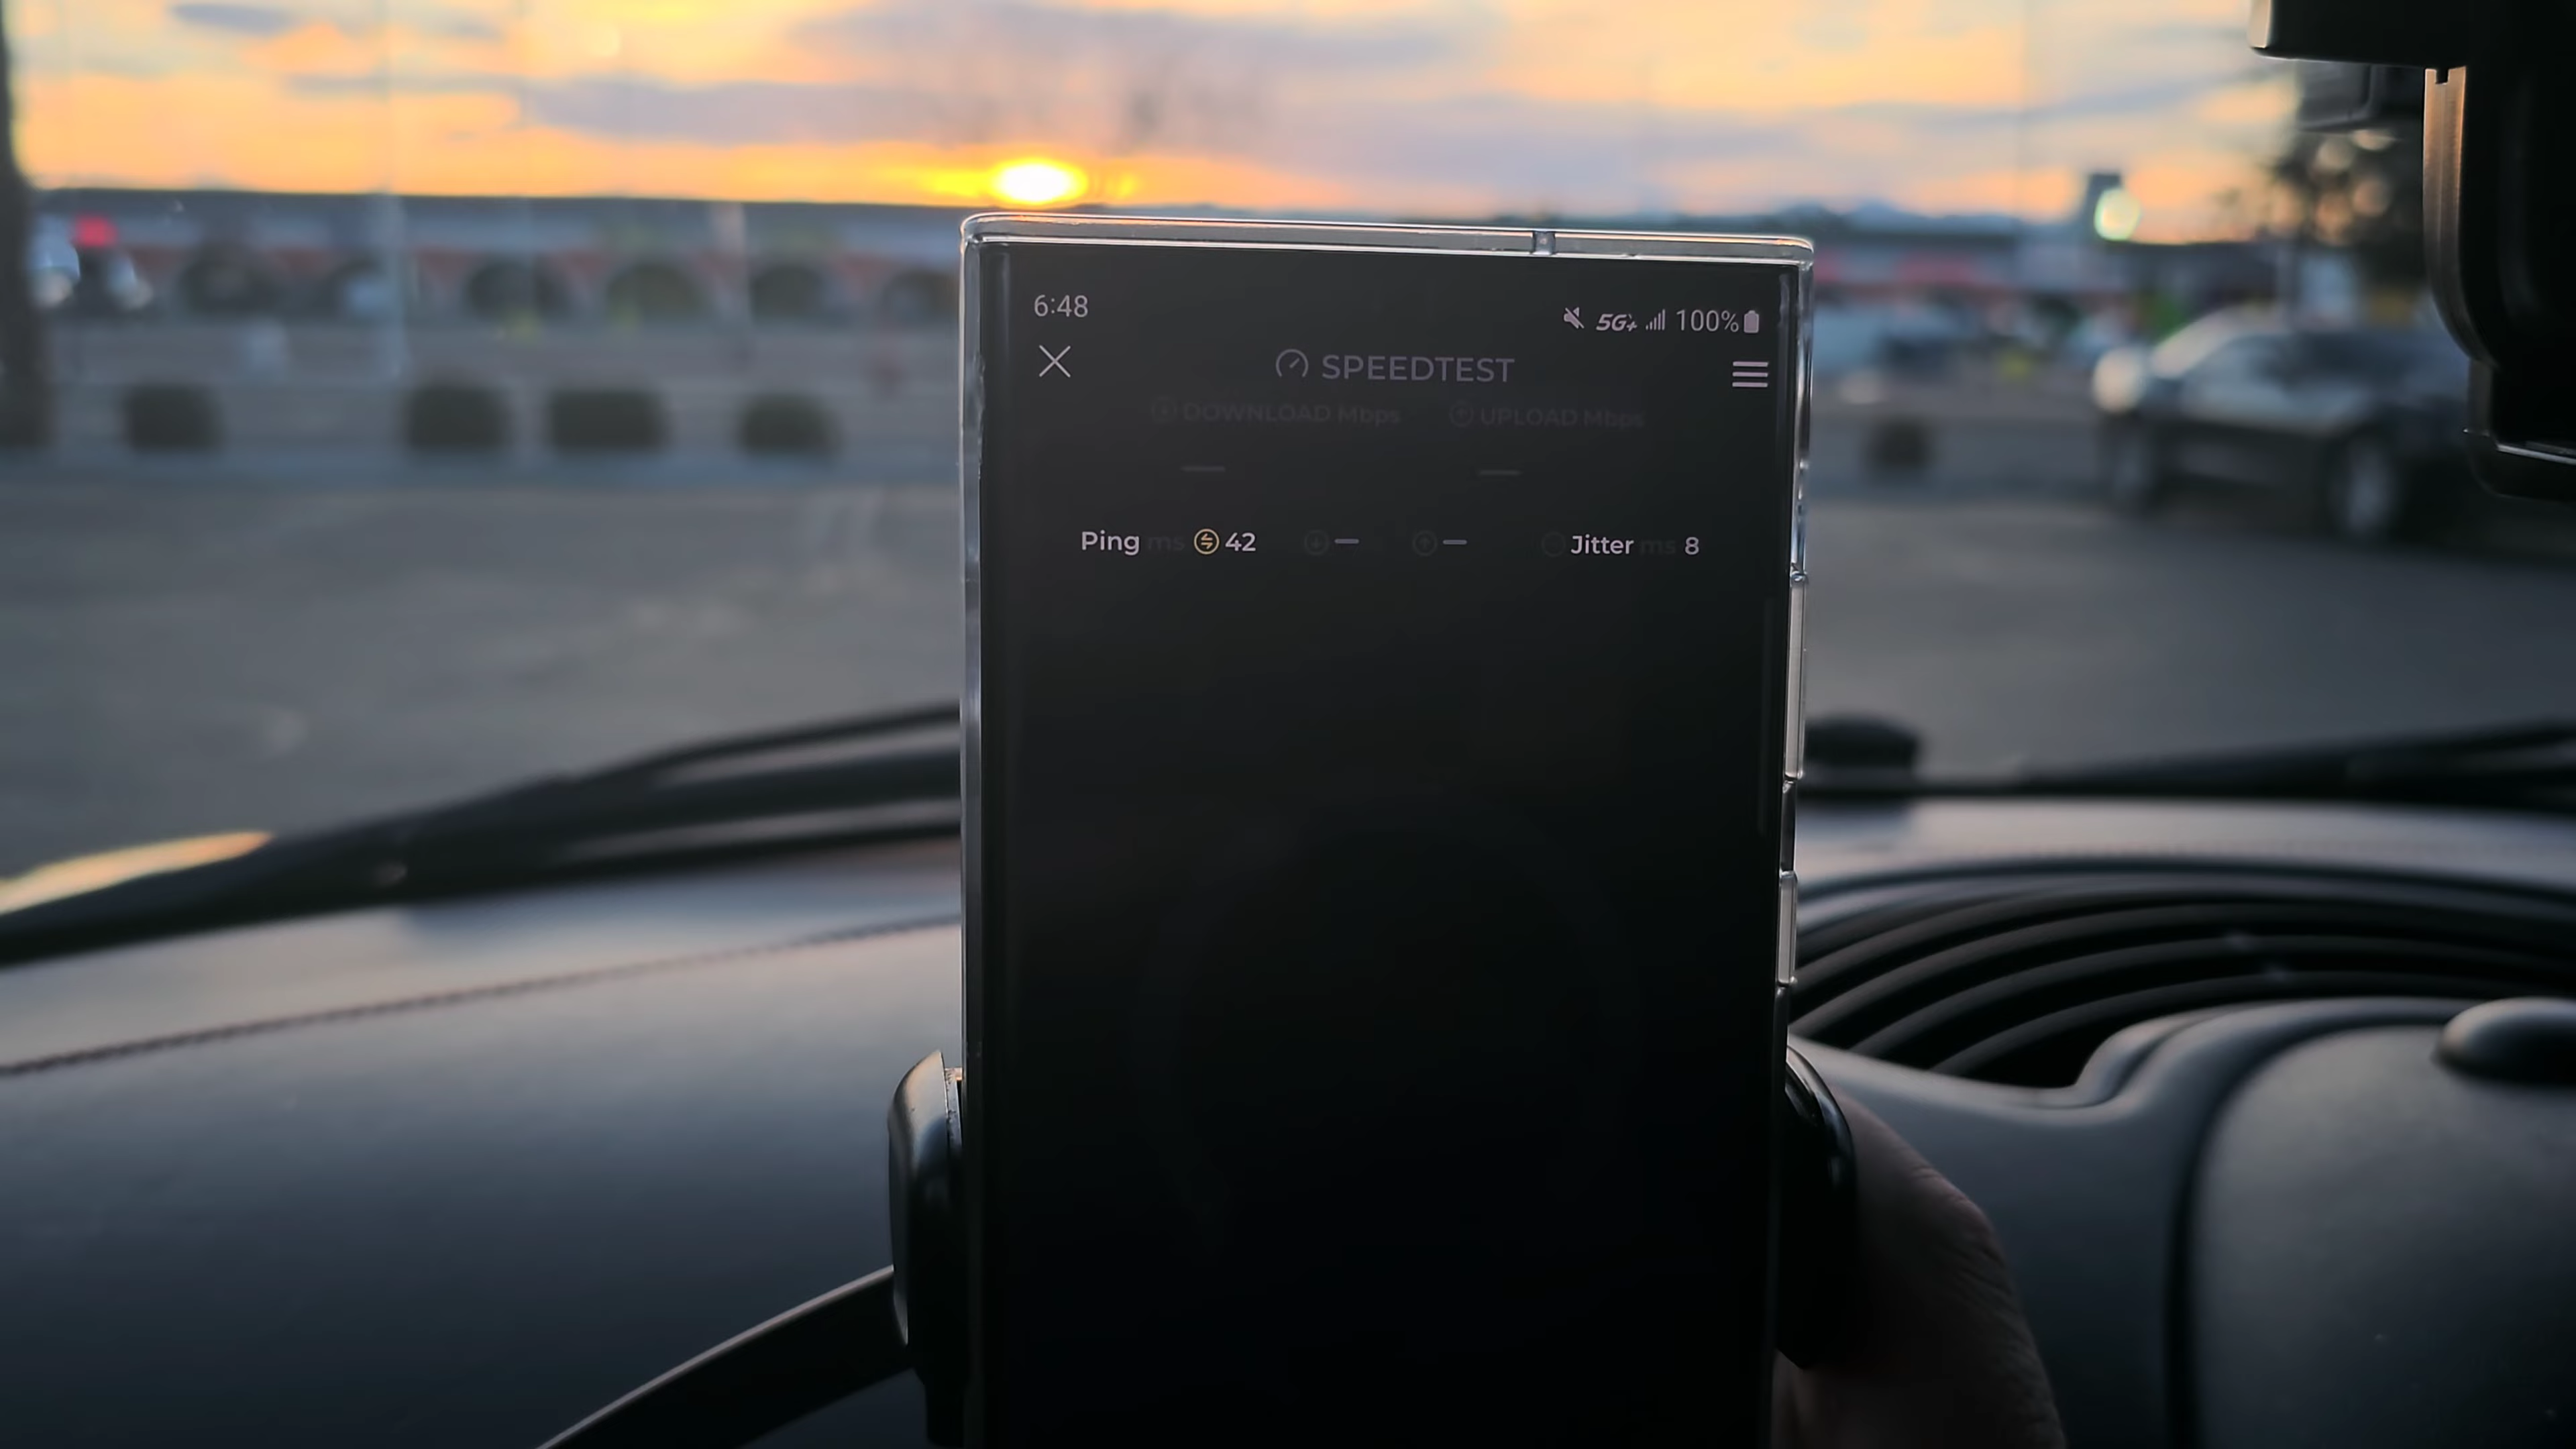 6:48
5G+ 100%
SPEEDTEST
DOWNLOAD Mbps UPLOAD Mbps
— —
Ping ms 42 — — Jitter ms 8